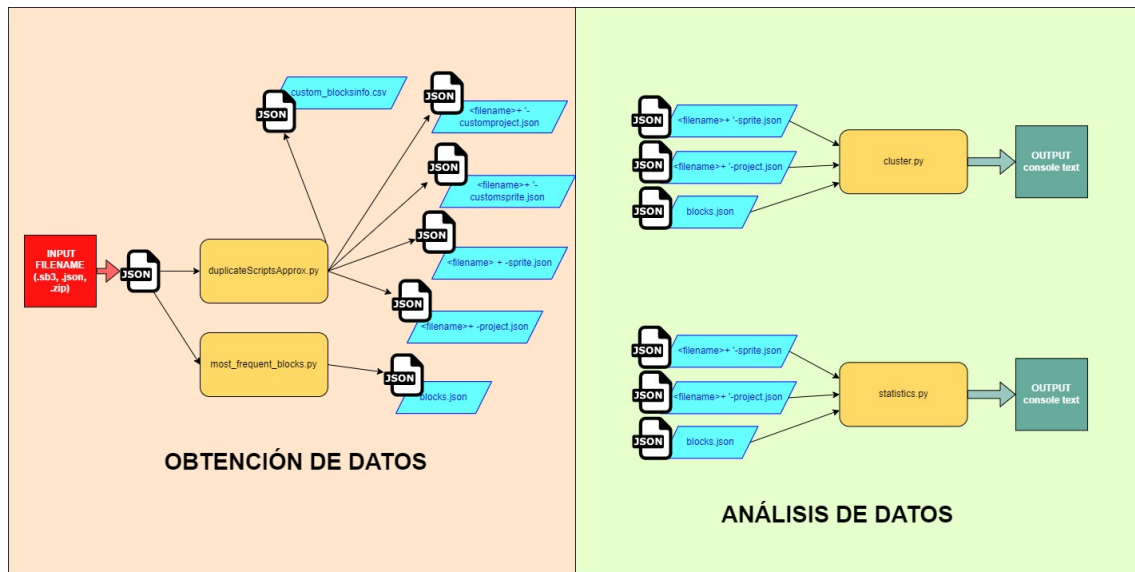 custom_blocksinfo.csv
JSON
JSON
<filename>+ '-
customproject.json
JSON
<filename>+ '-
customsprite.json
JSON
<filename> + -sprite.json
INPUT
FILENAME
(.sb3, .json,
.zip)
JSON
duplicateScriptsApprox.py
JSON
<filename>+ -project.json
most_frequent_blocks.py
JSON
blocks.json
OBTENCIÓN DE DATOS
JSON
<filename>+ '-sprite.json
JSON
<filename>+ '-project.json
JSON
blocks.json
cluster.py
OUTPUT
console text
JSON
<filename>+ '-sprite.json
JSON
<filename>+ '-project.json
JSON
blocks.json
statistics.py
OUTPUT
console text
ANÁLISIS DE DATOS